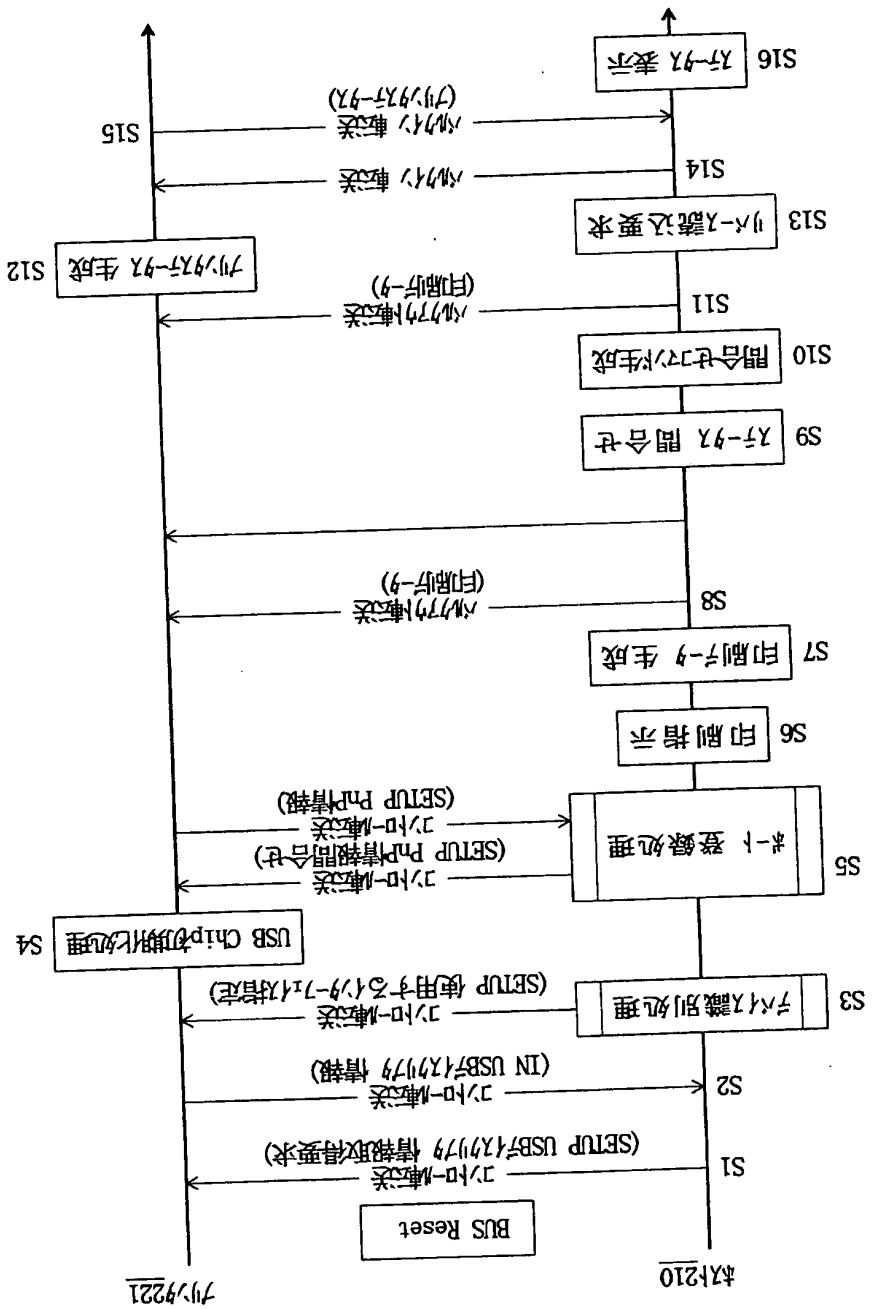 ホスト210
プリンタ221
BUS Reset
S1
コントロール転送
(SETUP USBディスクリプタ 情報取得要求)
S2
コントロール転送
(IN USBディスクリプタ 情報)
S3
デバイス識別処理
コントロール転送
(SETUP 使用するインターフェイス指定)
USB Chip初期化処理
S4
S5
ポート 登録処理
コントロール転送
(SETUP PnP情報問合せ)
コントロール転送
(SETUP PnP情報)
S6
印刷指示
S7
印刷データ 生成
S8
バルクアウト転送
(印刷データ)
S9
ステータス 問合せ
S10
問合せコマンド生成
S11
バルクアウト転送
(印刷データ)
プリンタステータス 生成
S12
S13
リバース読込要求
S14
バルクイン 転送
バルクイン 転送
(プリンタステータス)
S15
S16
ステータス 表示